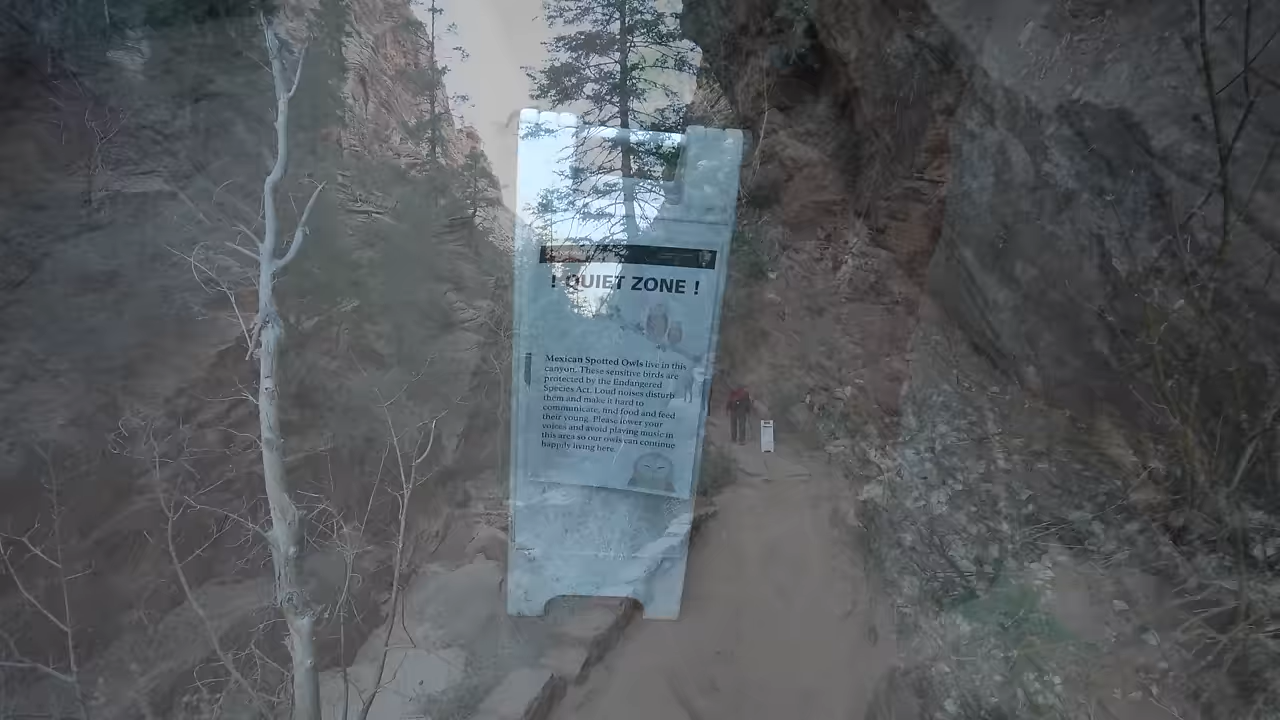 ! QUIET ZONE !
Mexican Spotted Owls live in this
canyon. These sensitive birds are
protected by the Endangered
Species Act. Loud noises disturb
them and make it hard to
communicate, find food and feed
their young. Please lower your
voices and avoid playing music in
this area so our owls can continue
happily living here.